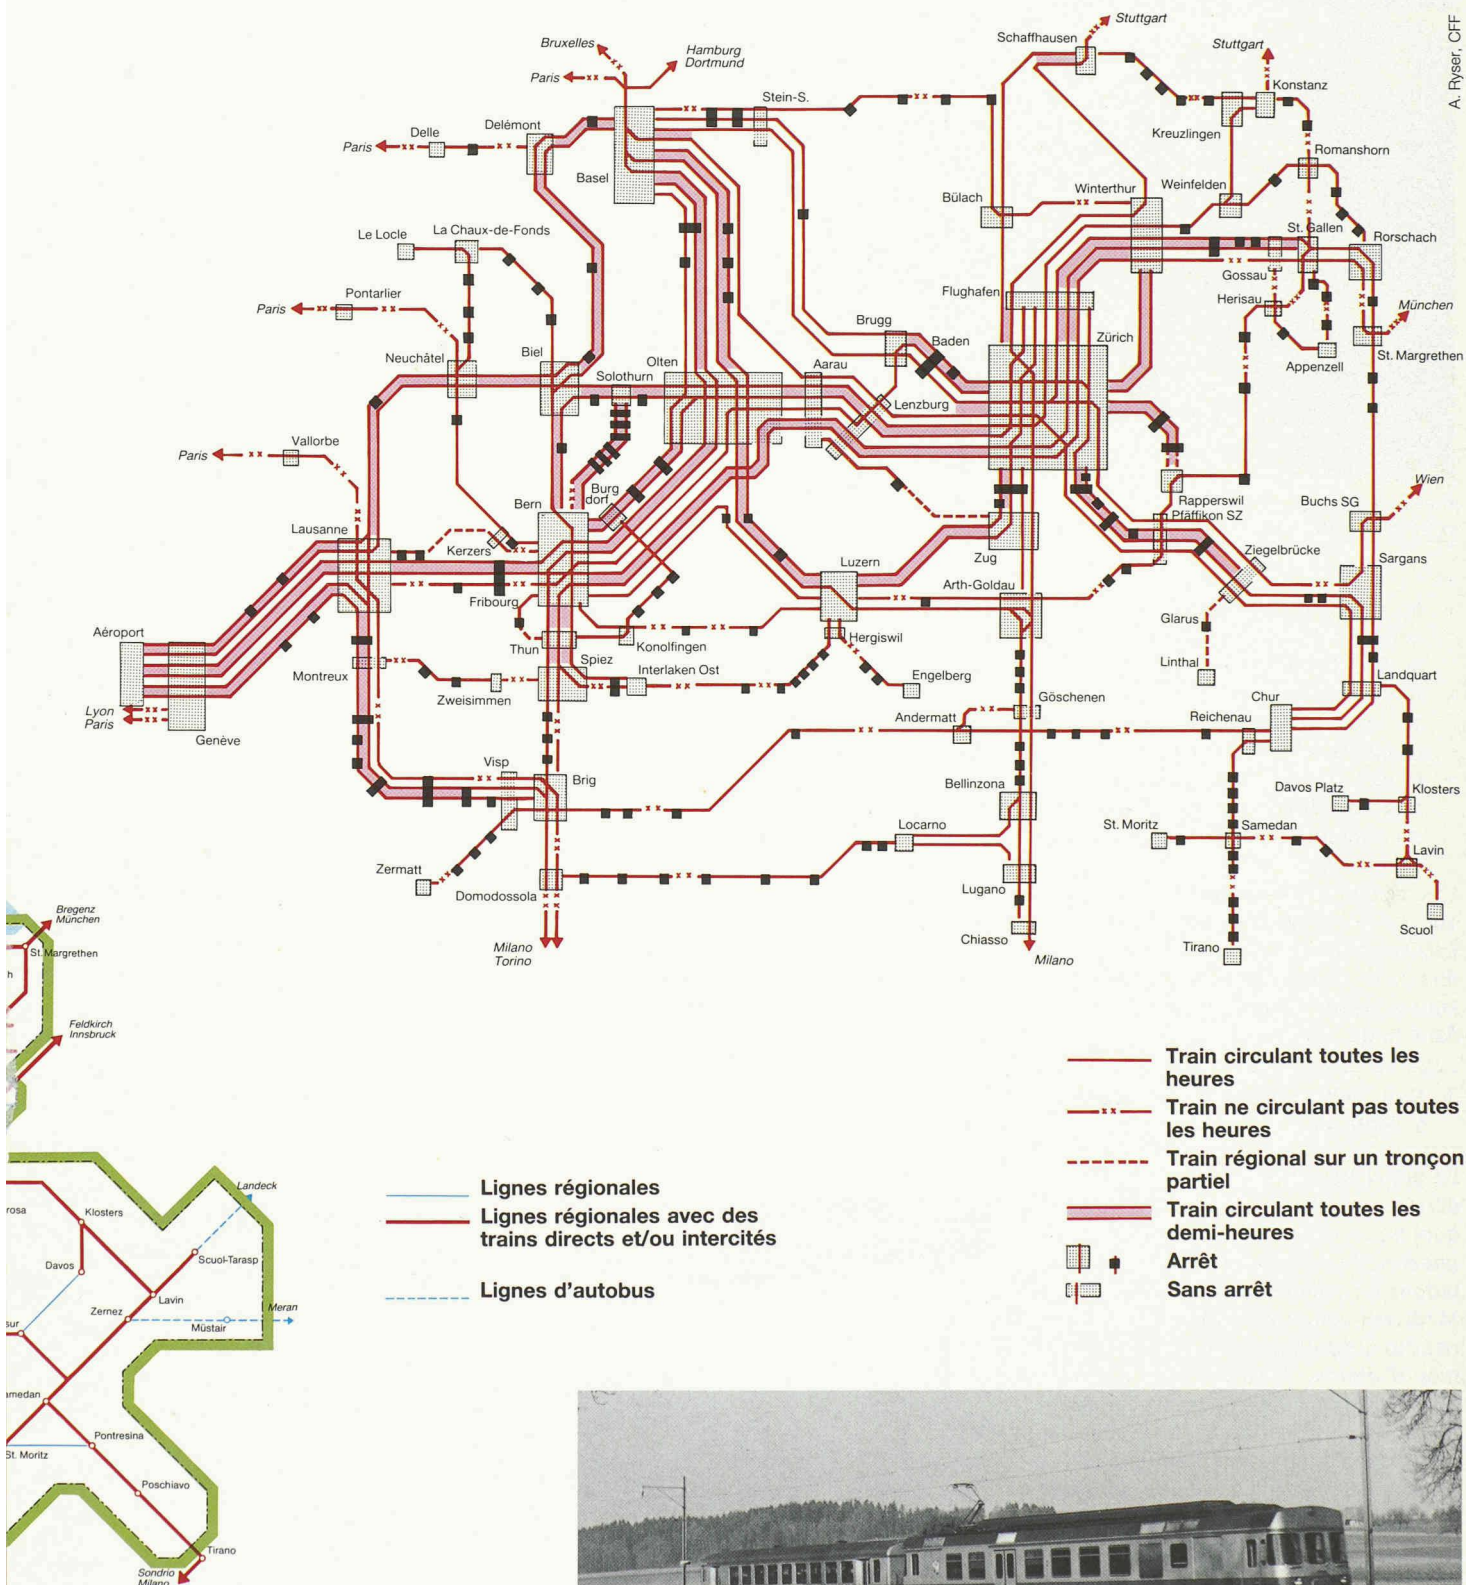 A. Ryser, CFF
Stuttgart
Schaffhausen
Bruxelles
Hamburg
Dortmund
Stuttgart
Paris
Konstanz
Stein-S.
Kreuzlingen
Delle
Delémont
Paris
Romanshorn
Basel
Winterthur
Weinfelden
Bülach
La Chaux-de-Fonds
Le Locle
St. Gallen
Rorschach
Gossau
Pontarlier
Paris
Flughafen
Herisau
München
Brugg
Baden
Zürich
Neuchâtel
Biel
Olten
Aarau
St. Margrethen
Appenzell
Solothurn
Lenzburg
Vallorbe
Paris
Burg
dorf
Bern
Rapperswil
Pfäffikon SZ
Buchs SG
Wien
Lausanne
Kerzers
Ziegelbrücke
Luzern
Zug
Sargans
Arth-Goldau
Fribourg
Glarus
Aéroport
Thun
Konolfingen
Hergiswil
Spiez
Interlaken Ost
Linthal
Montreux
Engelberg
Landquart
Zweisimmen
Göschenen
Chur
Lyon
Paris
Andermatt
Reichenau
Genève
Visp
Brig
Bellinzona
Davos Platz
Klosters
Locarno
St. Moritz
Samedan
Zermatt
Lavin
Domodossola
Lugano
Scuol
Chiasso
Tirano
Milano
Torino
Milano
Bregenz
München
St. Margrethen
h
Feldkirch
Innsbruck
Train circulant toutes les
heures
Train ne circulant pas toutes
les heures
Train régional sur un tronçon
partiel
Train circulant toutes les
demi-heures
Arrêt
Sans arrêt
Lignes régionales
Lignes régionales avec des
trains directs et/ou intercités
Lignes d'autobus
Landeck
rosa
Klosters
Scuol-Tarasp
Davos
Lavin
Zernez
Meran
Müstair
sur
amedan
Pontresina
St. Moritz
Poschiavo
Tirano
Sondrio
Milano